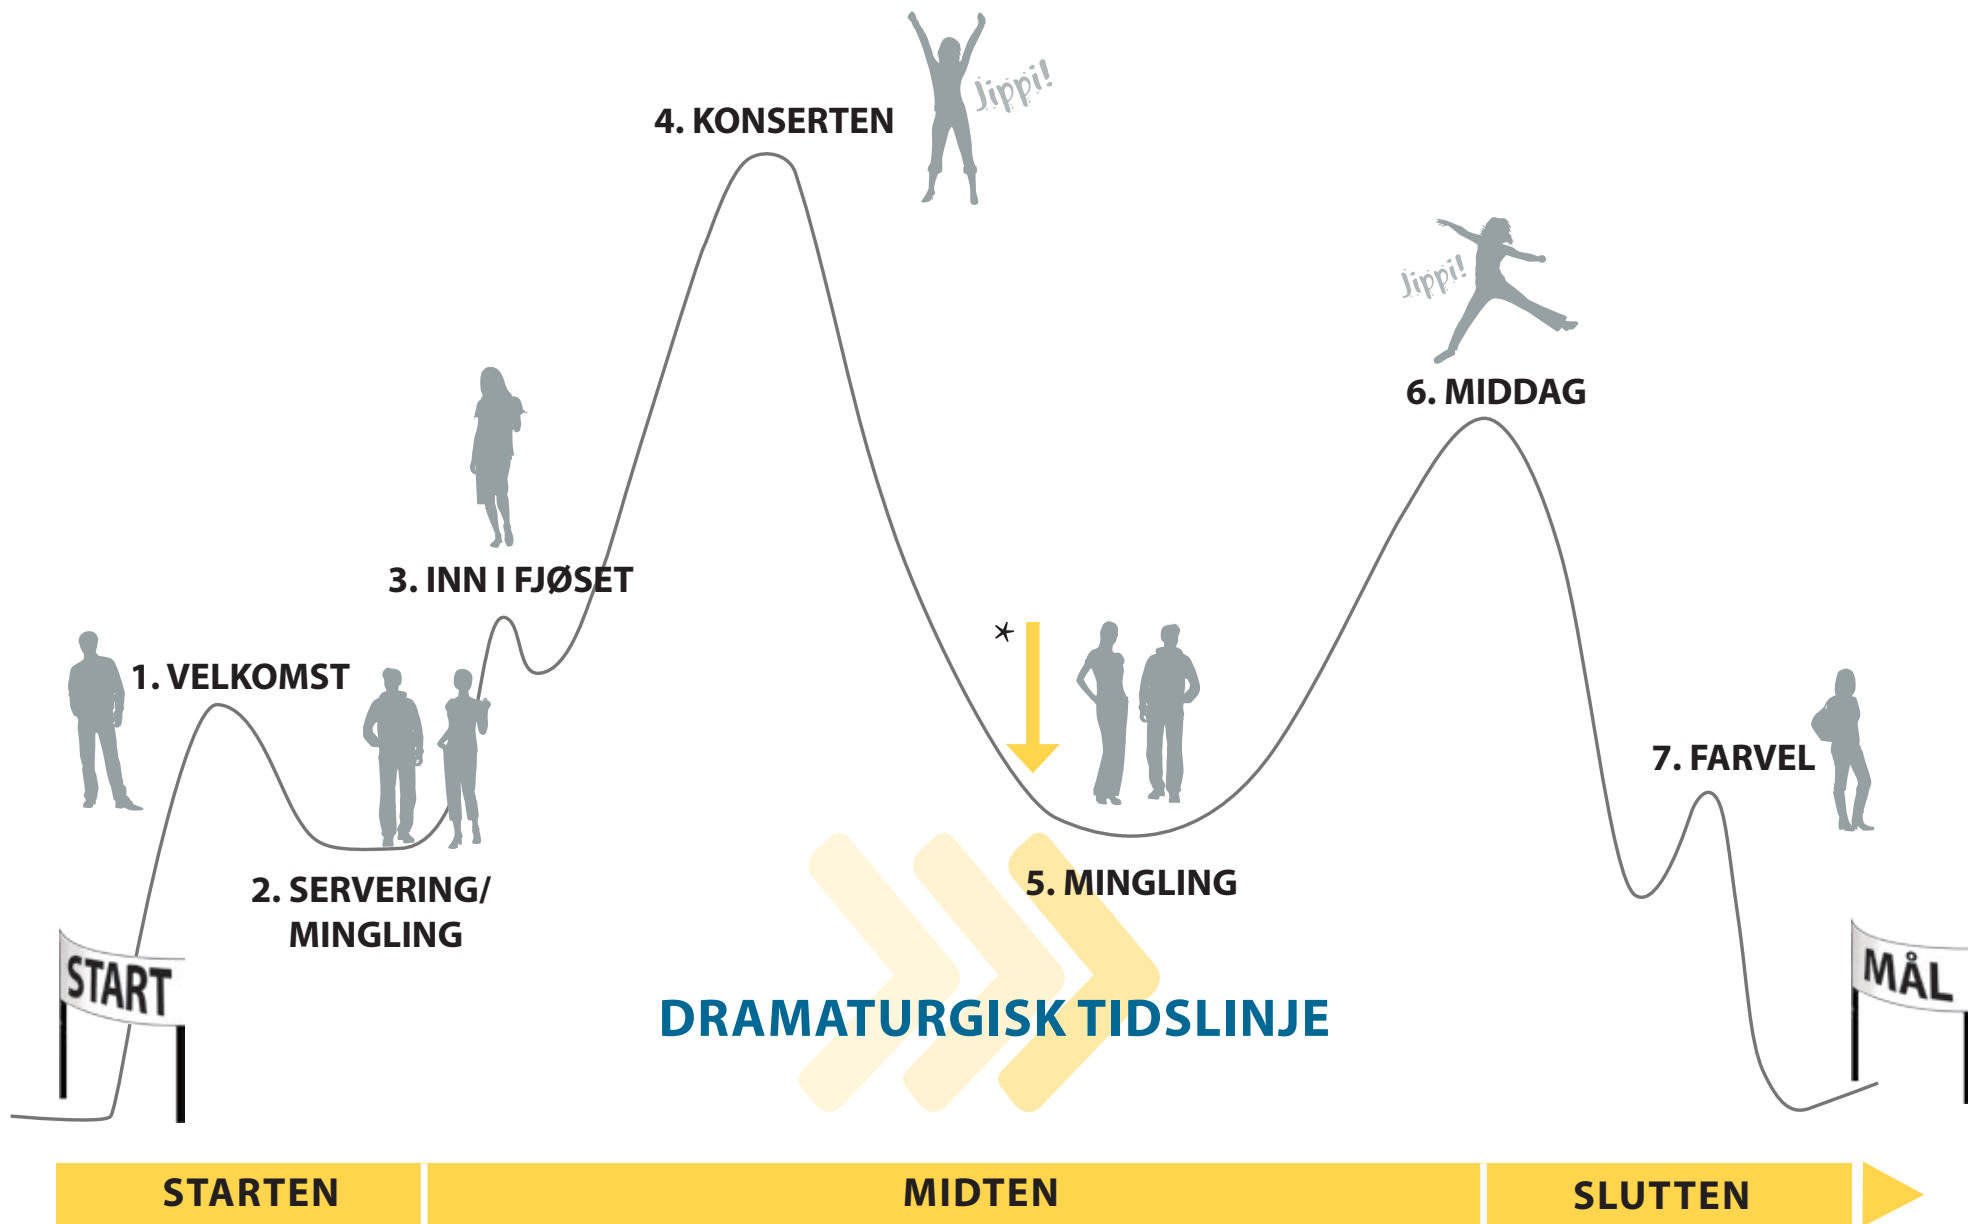 Jippi!
4. KONSERTEN
Jippi!
6. MIDDAG
3. INN I FJØSET
*
1. VELKOMST
7. FARVEL
2. SERVERING/
MINGLING
5. MINGLING
START
MÅL
DRAMATURGISK TIDSLINJE
STARTEN
MIDTEN
SLUTTEN